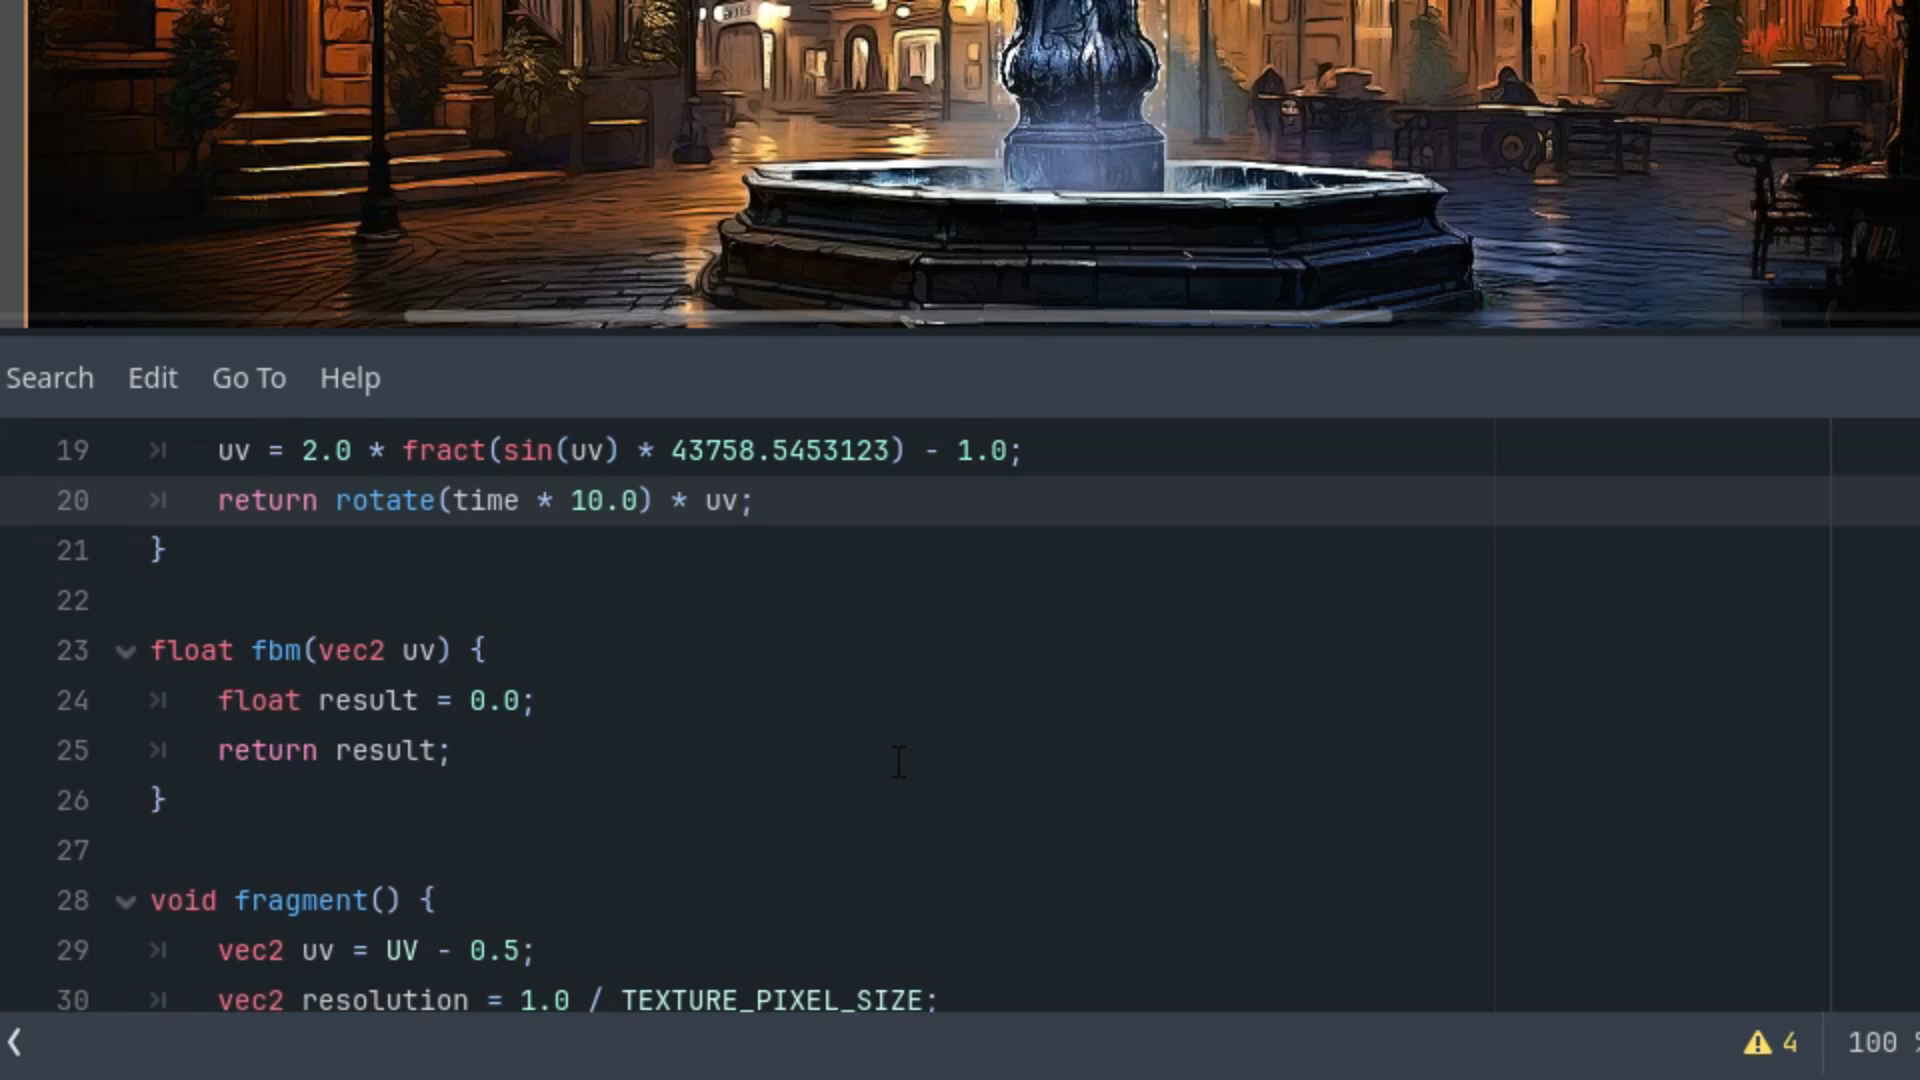 Search Edit Go To Help
19 uv = 2.0 * fract(sin(uv) * 43758.5453123) - 1.0;
20 return rotate(time * 10.0) * uv;
21 }
22
23 float fbm(vec2 uv) {
24 float result = 0.0;
25 return result;
26 }
27
28 void fragment() {
29 vec2 uv = UV - 0.5;
30 vec2 resolution = 1.0 / TEXTURE_PIXEL_SIZE;
4 100 %